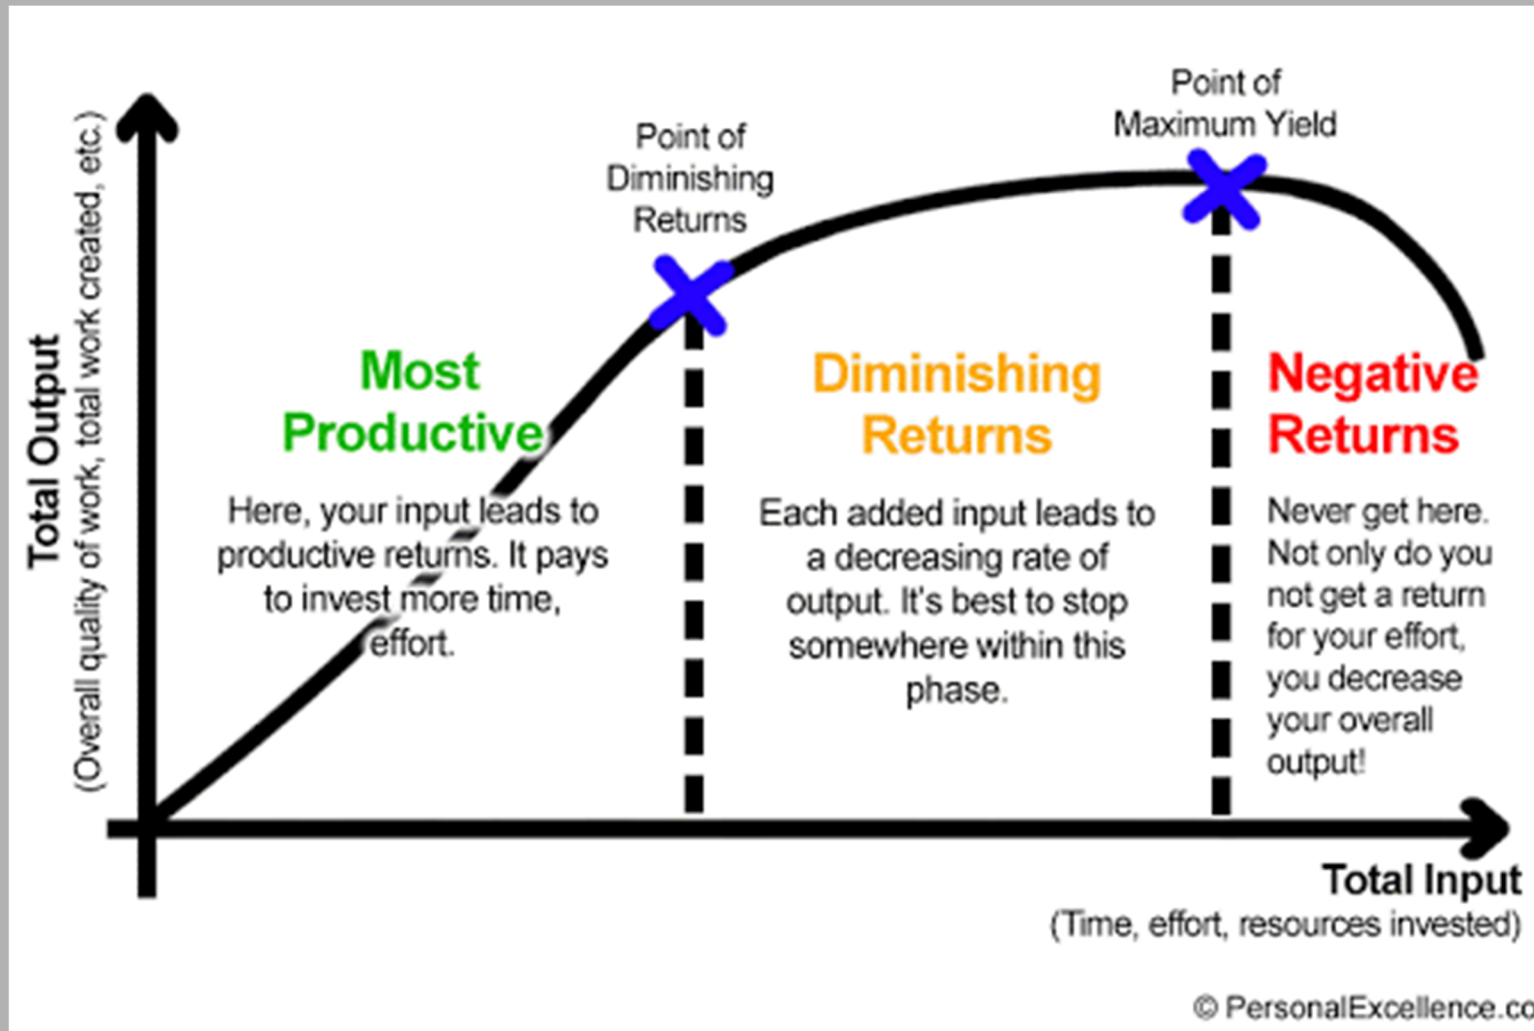 Point of
Maximum Yield
Point of
Diminishing
Returns
Total Output
(Overall quality of work, total work created, etc.)
Most
Productive
Here, your input leads to
productive returns. It pays
to invest more time,
effort.
Diminishing
Returns
Each added input leads to
a decreasing rate of
output. It's best to stop
somewhere within this
phase.
Negative
Returns
Never get here.
Not only do you
not get a return
for your effort,
you decrease
your overall
output!
Total Input
(Time, effort, resources invested)
© PersonalExcellence.co